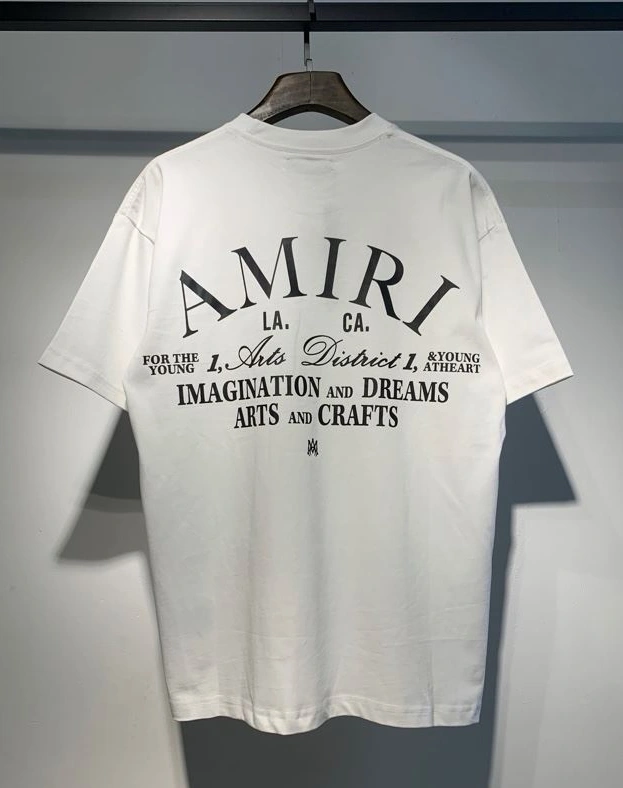 AMIRI
LA. CA.
FOR THE YOUNG 1, Arts District 1, &YOUNG ATHEART
IMAGINATION AND DREAMS
ARTS AND CRAFTS